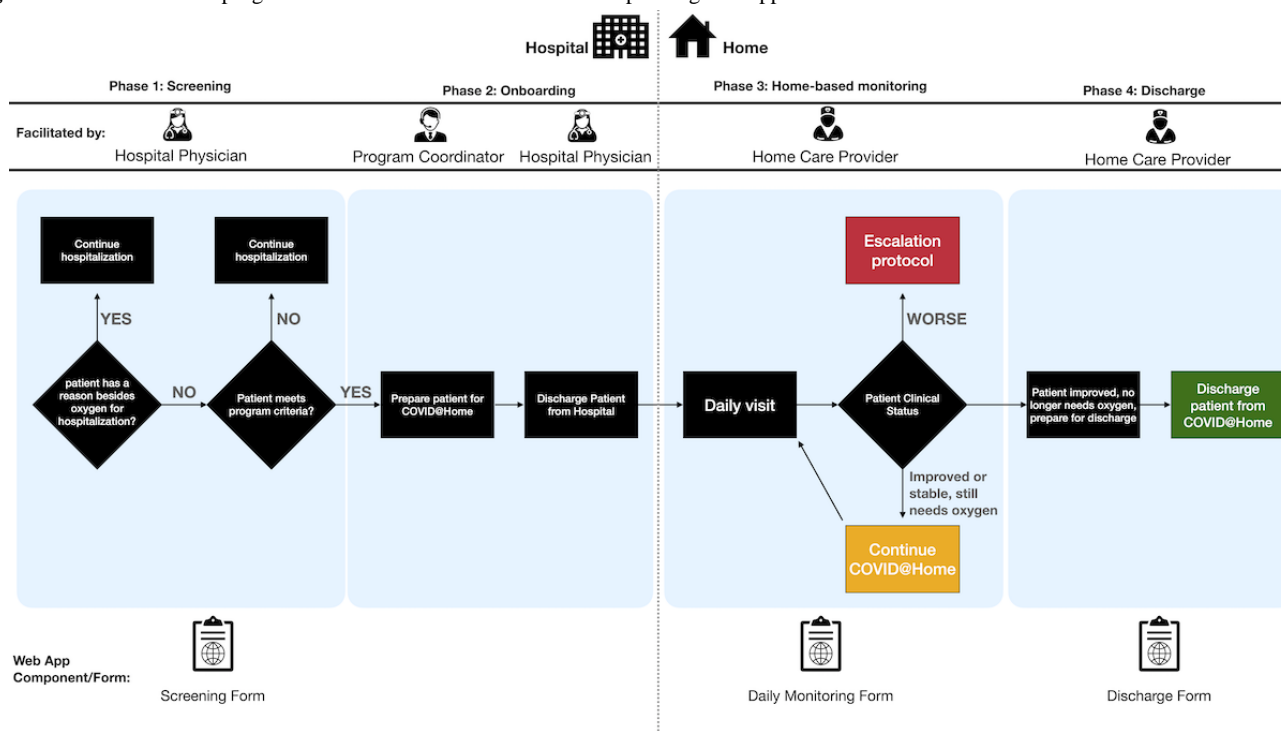 Hospital
Home
Phase 1: Screening
Phase 2: Onboarding
Phase 3: Home-based monitoring
Phase 4: Discharge
Facilitated by:
Hospital Physician
Program Coordinator
Hospital Physician
Home Care Provider
Home Care Provider
Continue
hospitalization
Continue
hospitalization
YES
NO
patient has a
reason besides
oxygen for
hospitalization?
NO
Patient meets
program criteria?
YES
Prepare patient for
COVID@Home
Discharge Patient
from Hospital
Daily visit
Escalation
protocol
WORSE
Patient Clinical
Status
Improved or
stable, still
needs oxygen
Continue
COVID@Home
Patient improved, no
longer needs oxygen,
prepare for discharge
Discharge
patient from
COVID@Home
Web App
Component/Form:
Screening Form
Daily Monitoring Form
Discharge Form